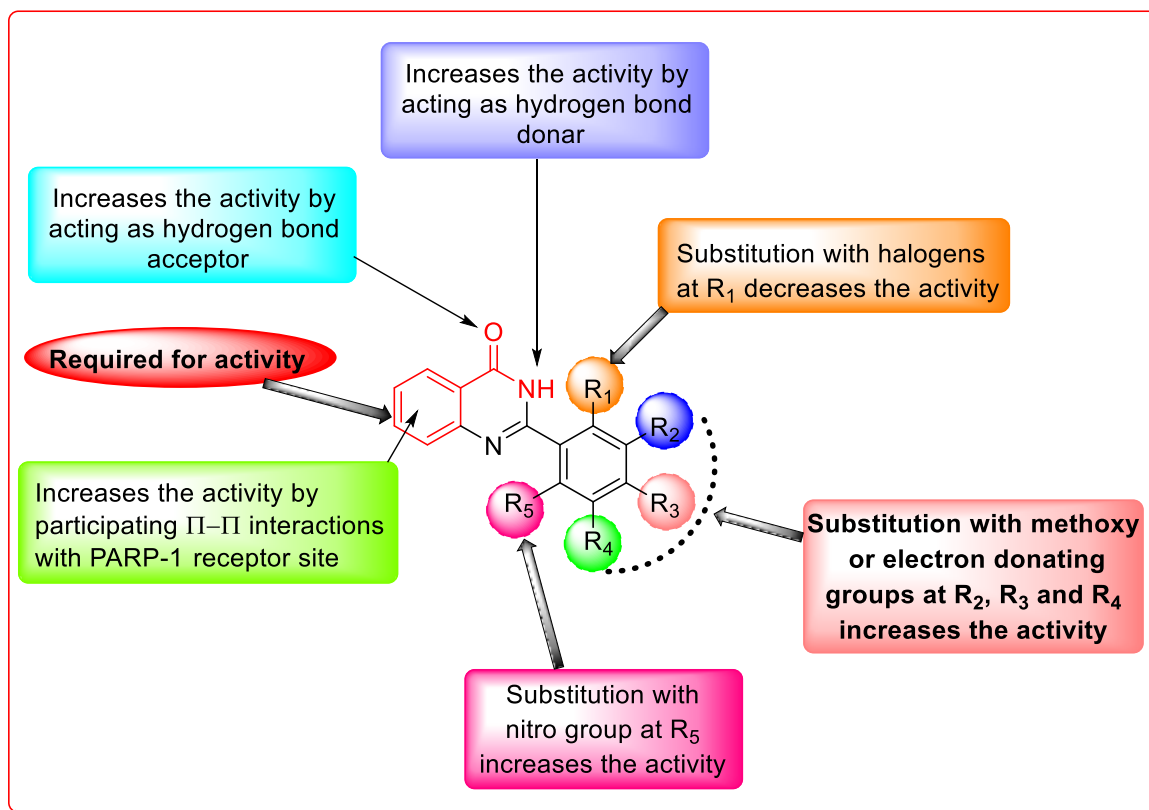 Increases the activity by
acting as hydrogen bond
donar
Increases the activity by
acting as hydrogen bond
acceptor
Substitution with halogens
at R₁ decreases the activity
Required for activity
O
NH
N
R₁
R₂
R₃
R₄
R₅
Increases the activity by
participating Π–Π interactions
with PARP-1 receptor site
Substitution with methoxy
or electron donating
groups at R₂, R₃ and R₄
increases the activity
Substitution with
nitro group at R₅
increases the activity